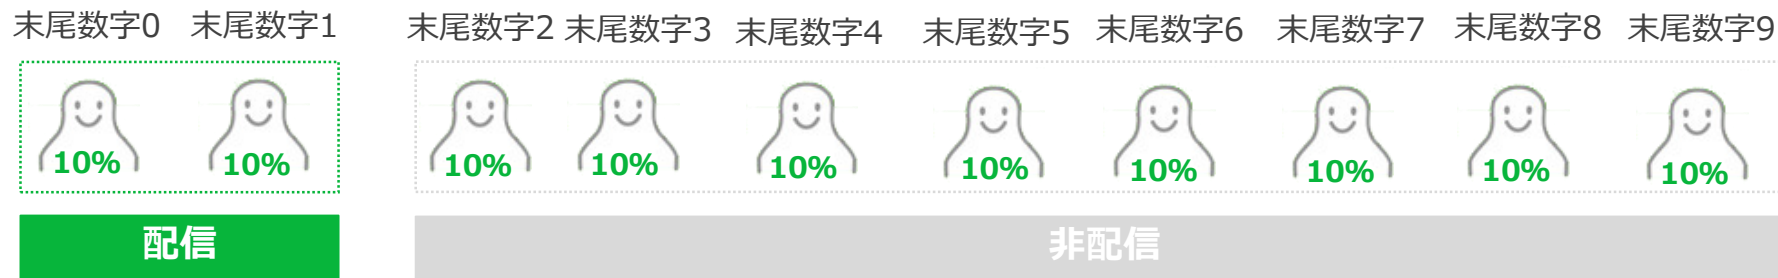 末尾数字0 末尾数字1 末尾数字2 末尾数字3 末尾数字4 末尾数字5 末尾数字6 末尾数字7 末尾数字8 末尾数字9
10% 10% 10% 10% 10% 10% 10% 10% 10% 10%
配信 非配信